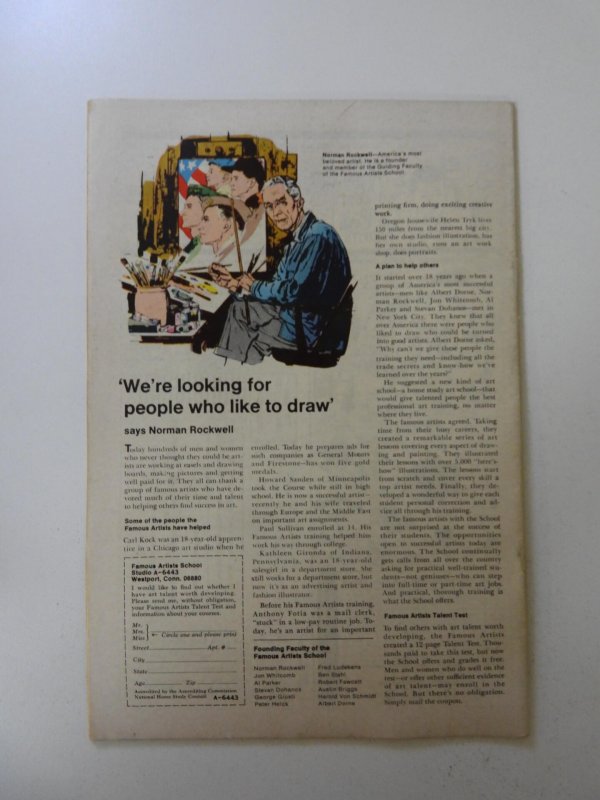 Norman Rockwell—America's most
beloved artist. He is a founder
and member of the Guiding Faculty
of the Famous Artists School.
'We're looking for
people who like to draw'
says Norman Rockwell
Today hundreds of men and women
who never thought they could be art-
ists are working at easels and drawing
boards, making pictures and getting
well paid for it. They all can thank a
group of famous artists who have de-
voted much of their time and talent
to helping others find success in art.
Some of the people the
Famous Artists have helped
Carl Kock was an 18-year-old appren-
tice in a Chicago art studio when he
Famous Artists School
Studio A-6443
Westport, Conn. 06880
I would like to find out whether I
have art talent worth developing.
Please send me, without obligation,
your Famous Artists Talent Test and
information about your courses.
Mr.
Mrs.
Miss
Circle one and please print
Street
Apt. #
City
State
Age
Zip
Accredited by the Accrediting Commission
National Home Study Council A-6443
enrolled. Today he prepares ads for
such companies as General Motors
and Firestone—has won five gold
medals.
Howard Sanden of Minneapolis
took the Course while still in high
school. He is now a successful artist—
recently he and his wife traveled
through Europe and the Middle East
on important art assignments.
Paul Sullivan enrolled at 14. His
Famous Artists training helped him
work his way through college.
Kathleen Gironda of Indiana,
Pennsylvania, was an 18-year-old
salesgirl in a department store. She
still works for a department store, but
now it's as an advertising artist and
fashion illustrator.
Before his Famous Artists training,
Anthony Fotia was a mail clerk,
"stuck" in a low-pay routine job. To-
day, he's an artist for an important
Founding Faculty of the
Famous Artists School
Norman Rockwell
Jon Whitcomb
Al Parker
Stevan Dohanos
George Giusti
Peter Helck
Fred Ludekens
Ben Stahl
Robert Fawcett
Austin Briggs
Harold Von Schmidt
Albert Dorne
printing firm, doing exciting creative
work.
Oregon housewife Helen Tryk lives
150 miles from the nearest big city.
But she does fashion illustration, has
her own studio, runs an art work
shop, does portraits.
A plan to help others
It started over 18 years ago when a
group of America's most successful
artists—men like Albert Dorne, Nor-
man Rockwell, Jon Whitcomb, Al
Parker and Stevan Dohanos—met in
New York City. They knew that all
over America there were people who
liked to draw who could be turned
into good artists. Albert Dorne asked,
"Why can't we give these people the
training they need—including all the
trade secrets and know-how we've
learned over the years?"
He suggested a new kind of art
school—a home study art school—that
would give talented people the best
professional art training, no matter
where they live.
The famous artists agreed. Taking
time from their busy careers, they
created a remarkable series of art
lessons covering every aspect of draw-
ing and painting. They illustrated
their lessons with over 5,000 "here's-
how" illustrations. The lessons start
from scratch and cover every skill a
top artist needs. Finally, they de-
veloped a wonderful way to give each
student personal correction and ad-
vice all through his training.
The famous artists with the School
are not surprised at the success of
their students. The opportunities
open to successful artists today are
enormous. The School continually
gets calls from all over the country
asking for practical well-trained stu-
dents—not geniuses—who can step
into full-time or part-time art jobs.
And practical, thorough training is
what the School offers.
Famous Artists Talent Test
To find others with art talent worth
developing, the Famous Artists
created a 12-page Talent Test. Thou-
sands paid to take this test, but now
the School offers and grades it free.
Men and women who do well on the
test—or offer other sufficient evidence
of art talent—may enroll in the
School. But there's no obligation.
Simply mail the coupon.